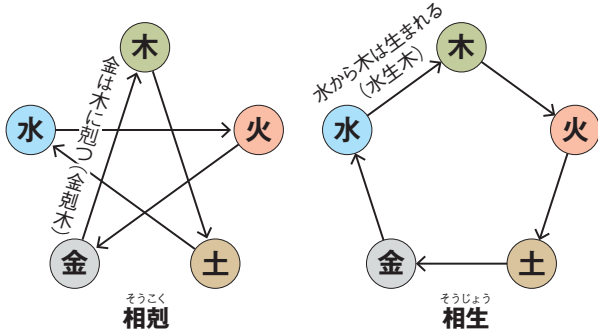 木
火
土
金
水
金は木に剋つ（金剋木）
そうこく
相剋
水から木は生まれる
（水生木）
木
火
土
金
水
そうじょう
相生